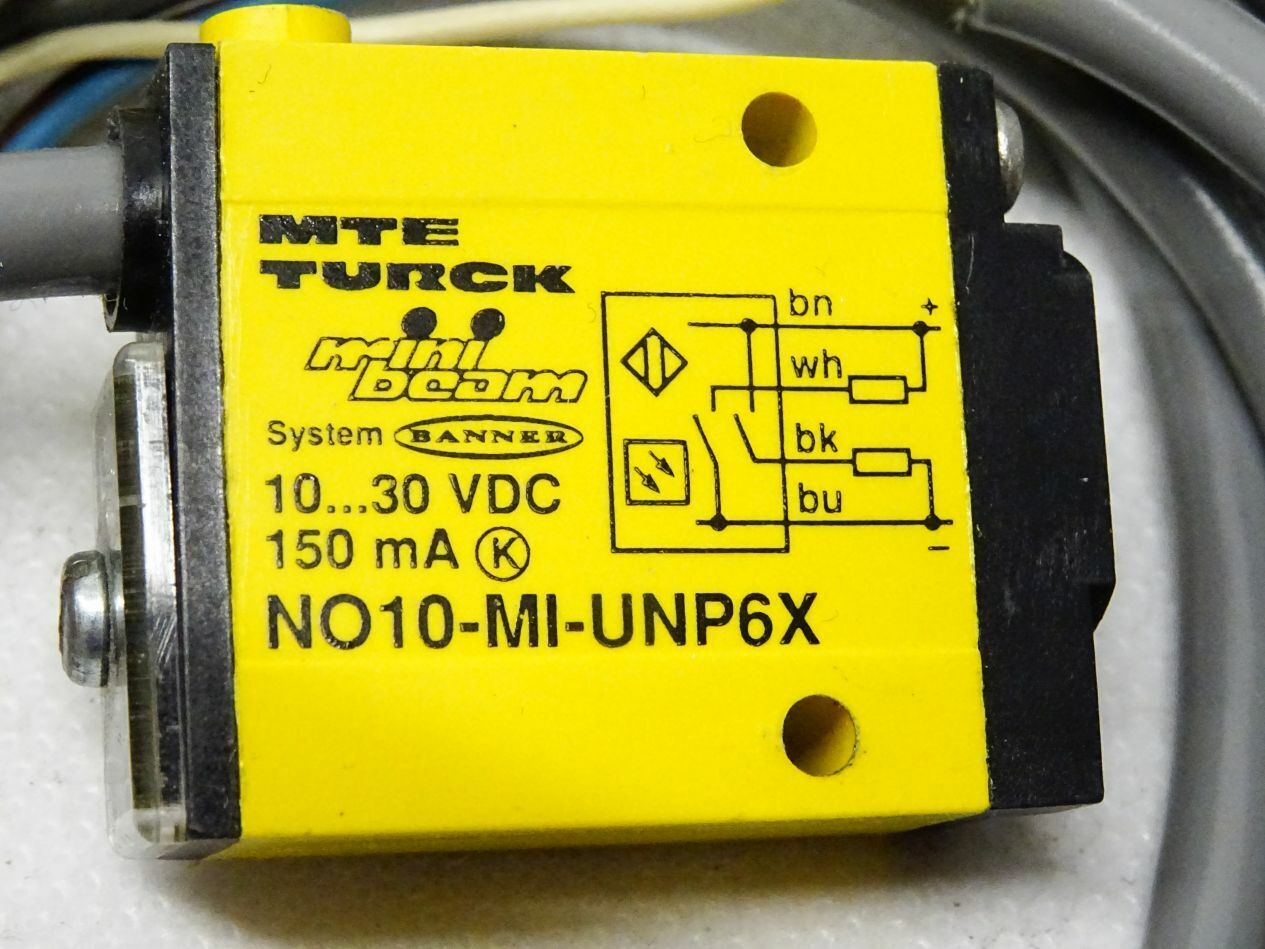 MTE
TURCK
mini
beam
System BANNER
10...30 VDC
150 mA K
NO10-MI-UNP6X
bn +
wh
bk
bu
-